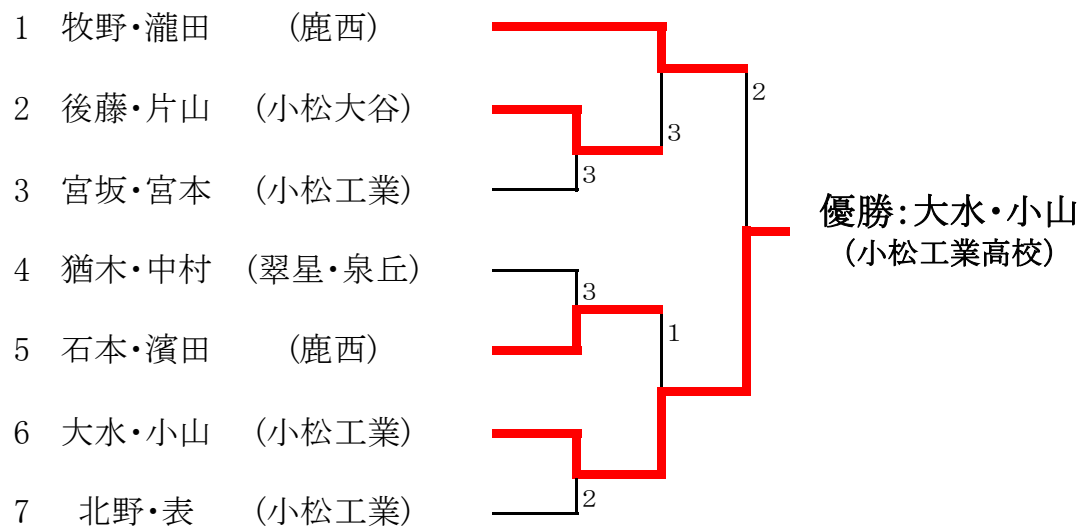 1 牧野・瀧田 (鹿西)
2 後藤・片山 (小松大谷)
3 宮坂・宮本 (小松工業)
4 猶木・中村 (翠星・泉丘)
5 石本・濱田 (鹿西)
6 大水・小山 (小松工業)
7 北野・表 (小松工業)
3
3
2
3
1
2
優勝:大水・小山
(小松工業高校)